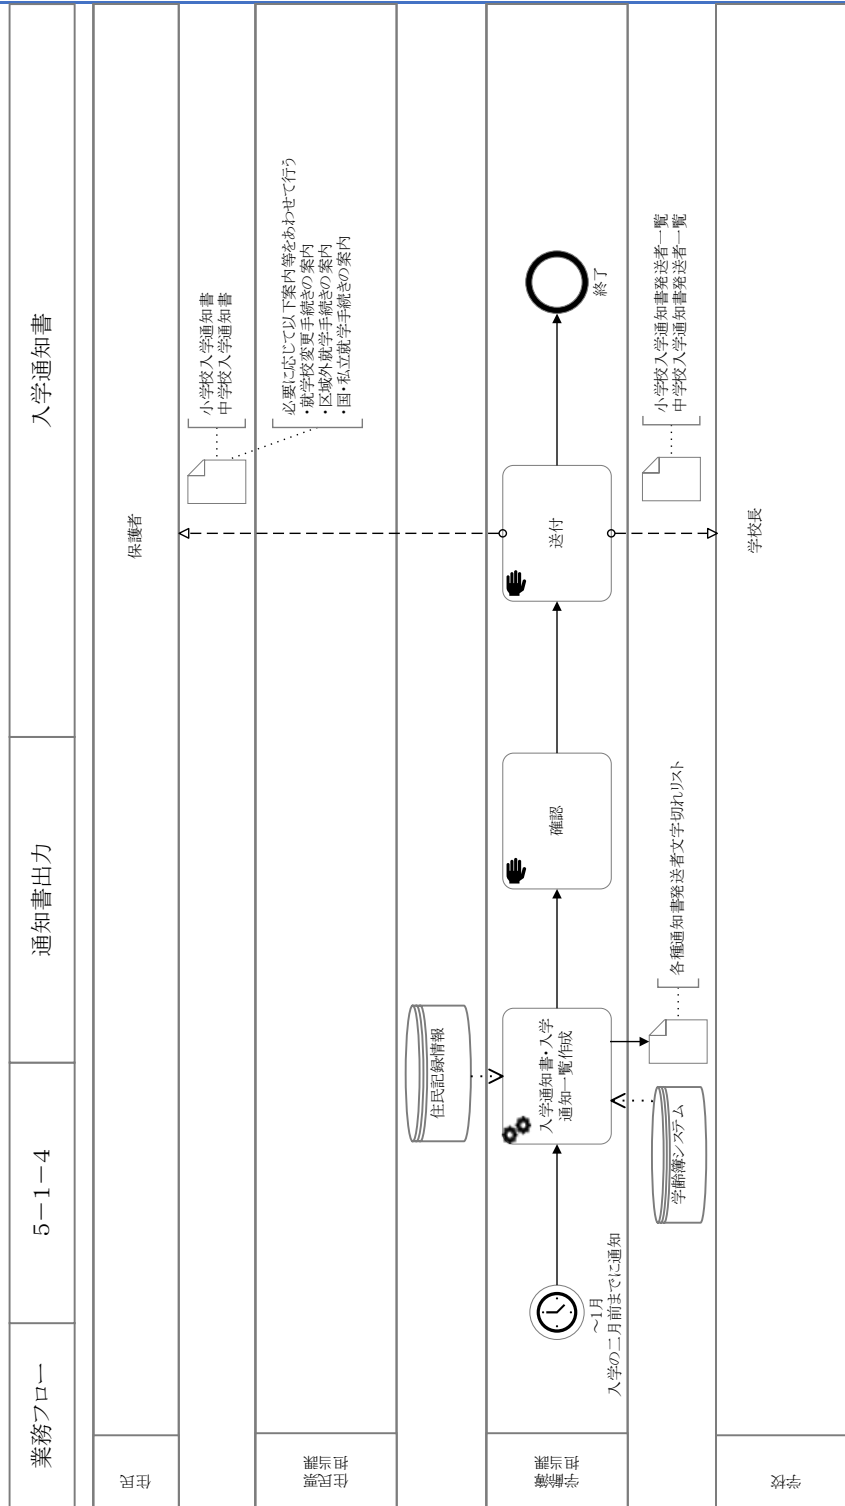 業務フロー
5－1－4
通知書出力
入学通知書
住民
保護者
小学校入学通知書
中学校入学通知書
住民票
担当課
必要に応じて以下案内等をあわせて行う
・就学校変更手続きの案内
・区域外就学手続きの案内
・国・私立就学手続きの案内
住民記録情報
学齢簿
担当課
～1月
入学の二月前までに通知
入学通知書・入学
通知一覧作成
確認
送付
終了
学齢簿システム
各種通知書発送者文字切れリスト
小学校入学通知書発送者一覧
中学校入学通知書発送者一覧
学校
学校長